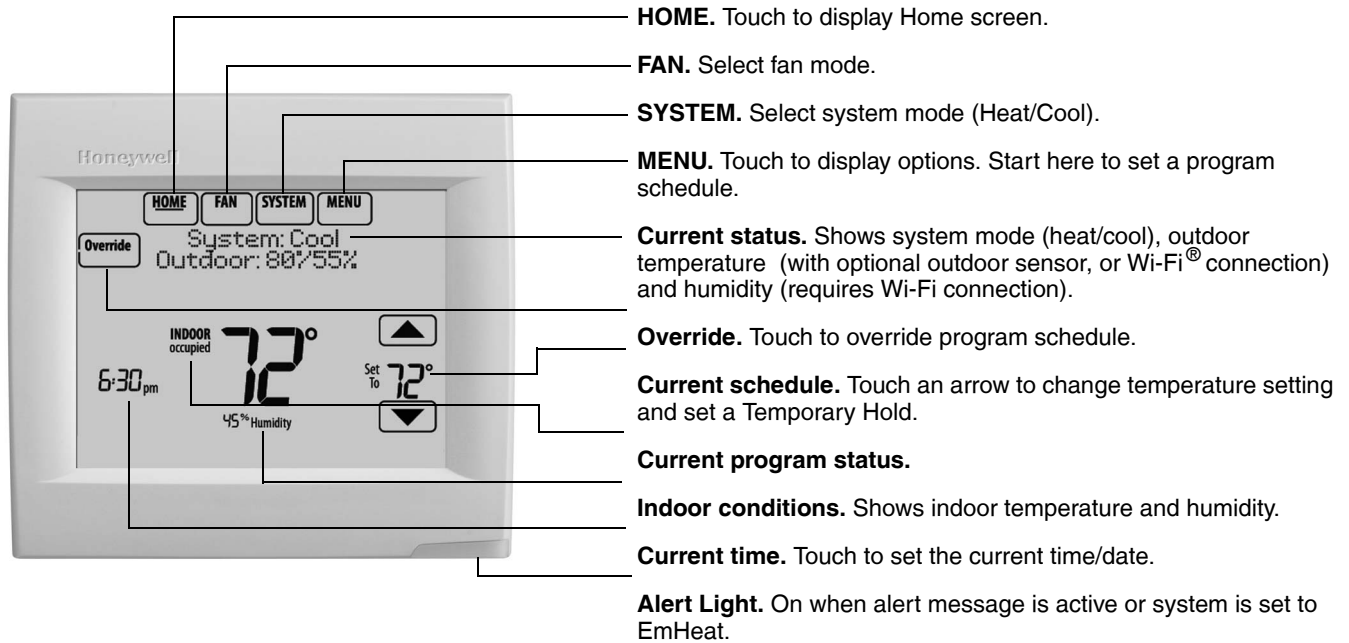 HOME. Touch to display Home screen.
FAN. Select fan mode.
SYSTEM. Select system mode (Heat/Cool).
MENU. Touch to display options. Start here to set a program
schedule.
Current status. Shows system mode (heat/cool), outdoor
temperature (with optional outdoor sensor, or Wi-Fi® connection)
and humidity (requires Wi-Fi connection).
Override. Touch to override program schedule.
Current schedule. Touch an arrow to change temperature setting
and set a Temporary Hold.
Current program status.
Indoor conditions. Shows indoor temperature and humidity.
Current time. Touch to set the current time/date.
Alert Light. On when alert message is active or system is set to
EmHeat.
Honeywell
HOME FAN SYSTEM MENU
Override
System: Cool
Outdoor: 80°/55%
INDOOR
occupied
72°
Set
To
72°
6:30 pm
45% Humidity